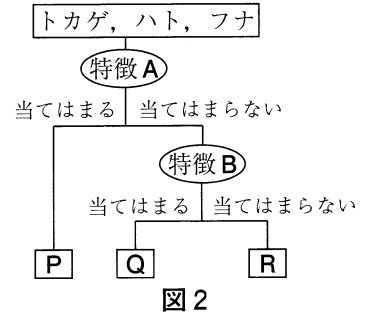 トカゲ，ハト，フナ
特徴A
当てはまる 当てはまらない
特徴B
当てはまる 当てはまらない
P Q R
図2